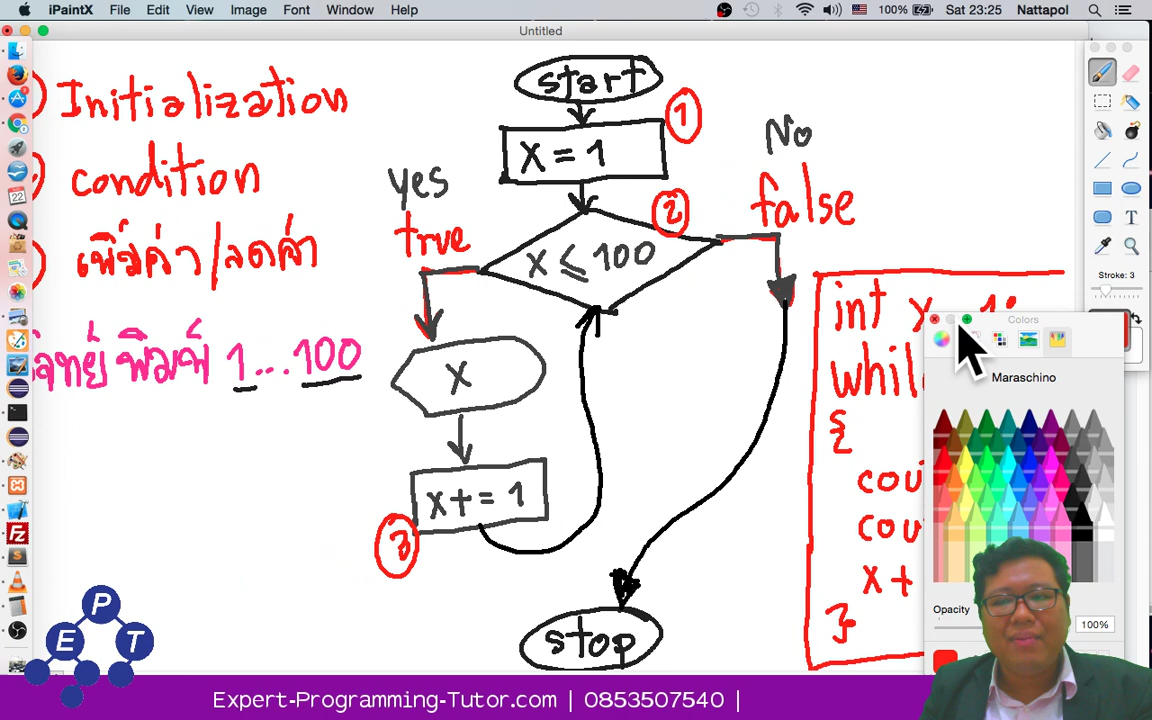 iPaintX File Edit View Image Font Window Help 100% Sat 23:25 Nattapol
Untitled
Initialization
condition
เพิ่มค่า/ลดค่า
โจทย์ พิมพ์ 1...100
start
1
X = 1
2
X ≤ 100
yes
true
No
false
X
X+= 1
3
stop
int x
whil
{
cou
cou
x+
}
Stroke: 3
Colors
Maraschino
Opacity
100%
E P T
Expert-Programming-Tutor.com | 0853507540 |